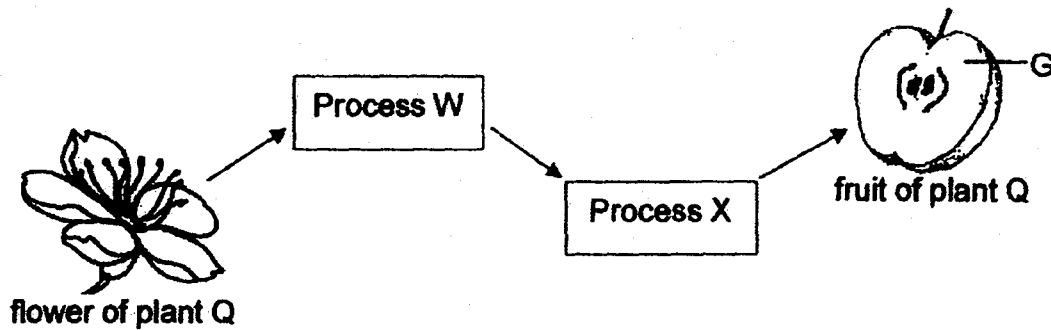 Process W
G
Process X
fruit of plant Q
flower of plant Q